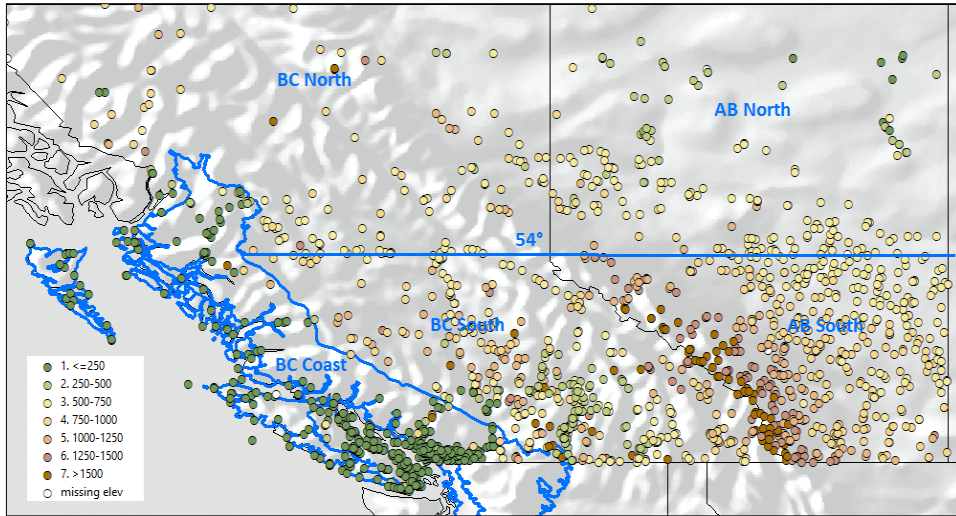 BC North
AB North
54°
BC South
AB South
BC Coast
1. <=250
2. 250-500
3. 500-750
4. 750-1000
5. 1000-1250
6. 1250-1500
7. >1500
missing elev